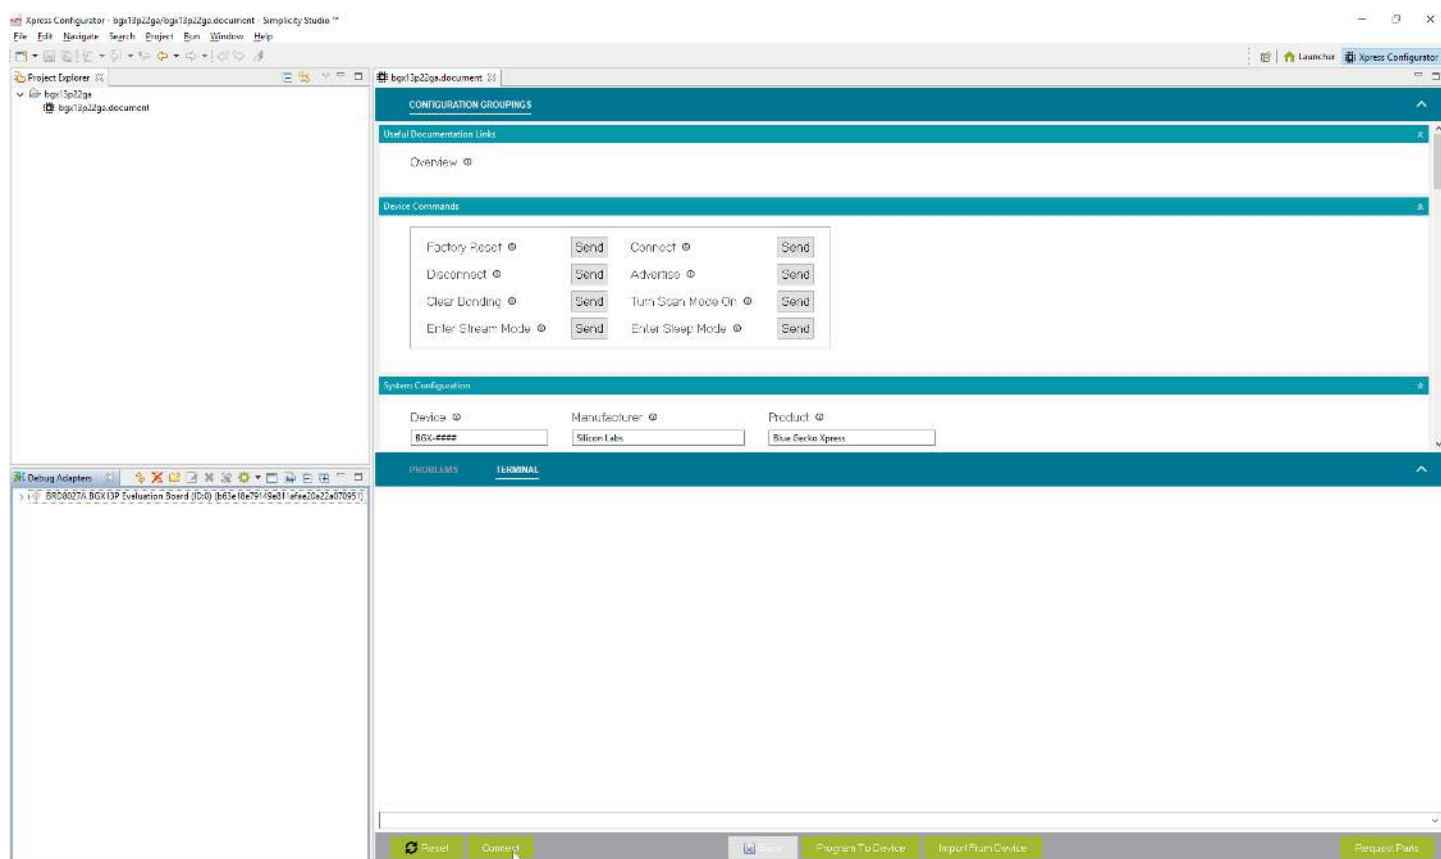 Xpress Configurator - bgx13p22ga/bgx13p22ga.document - Simplicity Studio ™
File Edit Navigate Search Project Run Window Help
Launcher Xpress Configurator
Project Explorer
bgx13p22ga
bgx13p22ga.document
bgx13p22ga.document
CONFIGURATION GROUPINGS
Useful Documentation Links
Overview
Device Commands
Factory Reset Send Connect Send
Disconnect Send Advertise Send
Clear Bonding Send Turn Scan Mode On Send
Enter Stream Mode Send Enter Sleep Mode Send
System Configuration
Device Manufacturer Product
BGX-#### Silicon Labs Blue Gecko Xpress
Debug Adapters
BRD8027A BGX13P Evaluation Board (ID:0)
PROBLEMS TERMINAL
Reset Connect Save Program To Device Import From Device Request Parts